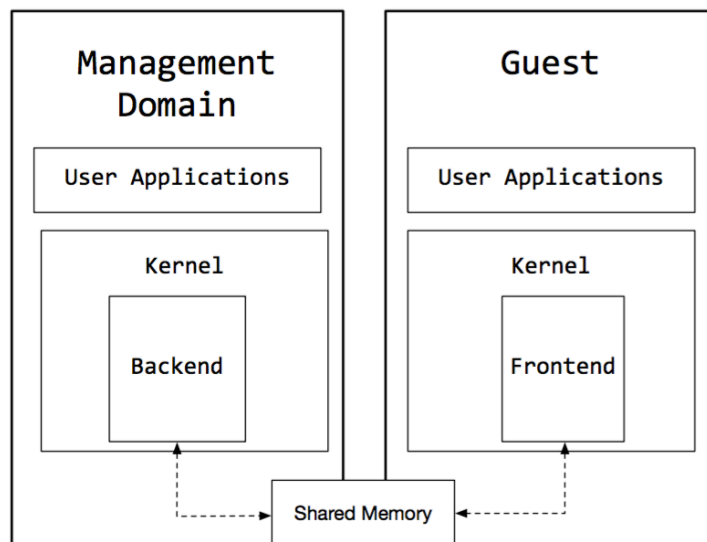 Management
Domain
User Applications
Kernel
Backend
Guest
User Applications
Kernel
Frontend
Shared Memory